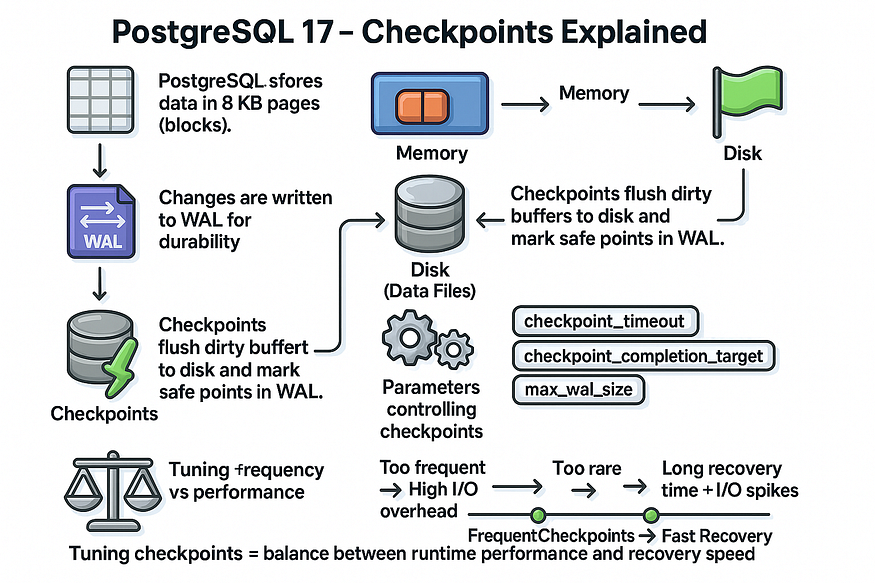 PostgreSQL 17 – Checkpoints Explained
PostgreSQL.sfores
data in 8 KB pages
(blocks).
Memory
Memory
Disk
WAL
Changes are written
to WAL for
durability
Disk
(Data Files)
Checkpoints flush dirty
buffers to disk and
mark safe points in WAL.
Checkpoints
Checkpoints
flush dirty buffert
to disk and mark
safe points in WAL.
Parameters
controlling
checkpoints
checkpoint_timeout
checkpoint_completion_target
max_wal_size
Tuning frequency
vs performance
Too frequent
→ High I/O
overhead
→ Too rare
→
→ Long recovery
time + I/O spikes
FrequentCheckpoints → Fast Recovery
Tuning checkpoints = balance between runtime performance and recovery speed